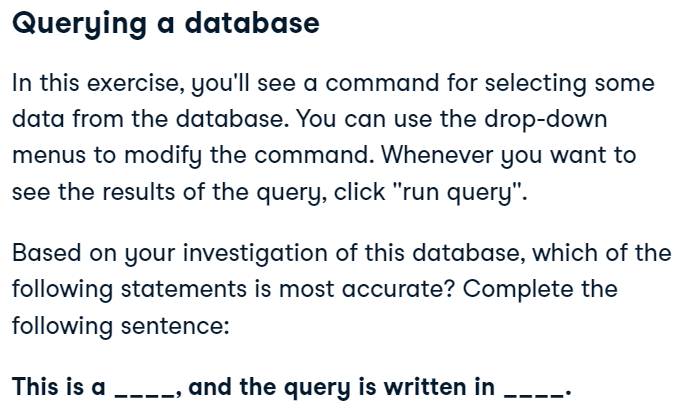 Querying a database
In this exercise, you'll see a command for selecting some
data from the database. You can use the drop-down
menus to modify the command. Whenever you want to
see the results of the query, click "run query".
Based on your investigation of this database, which of the
following statements is most accurate? Complete the
following sentence:
This is a ____, and the query is written in ____.